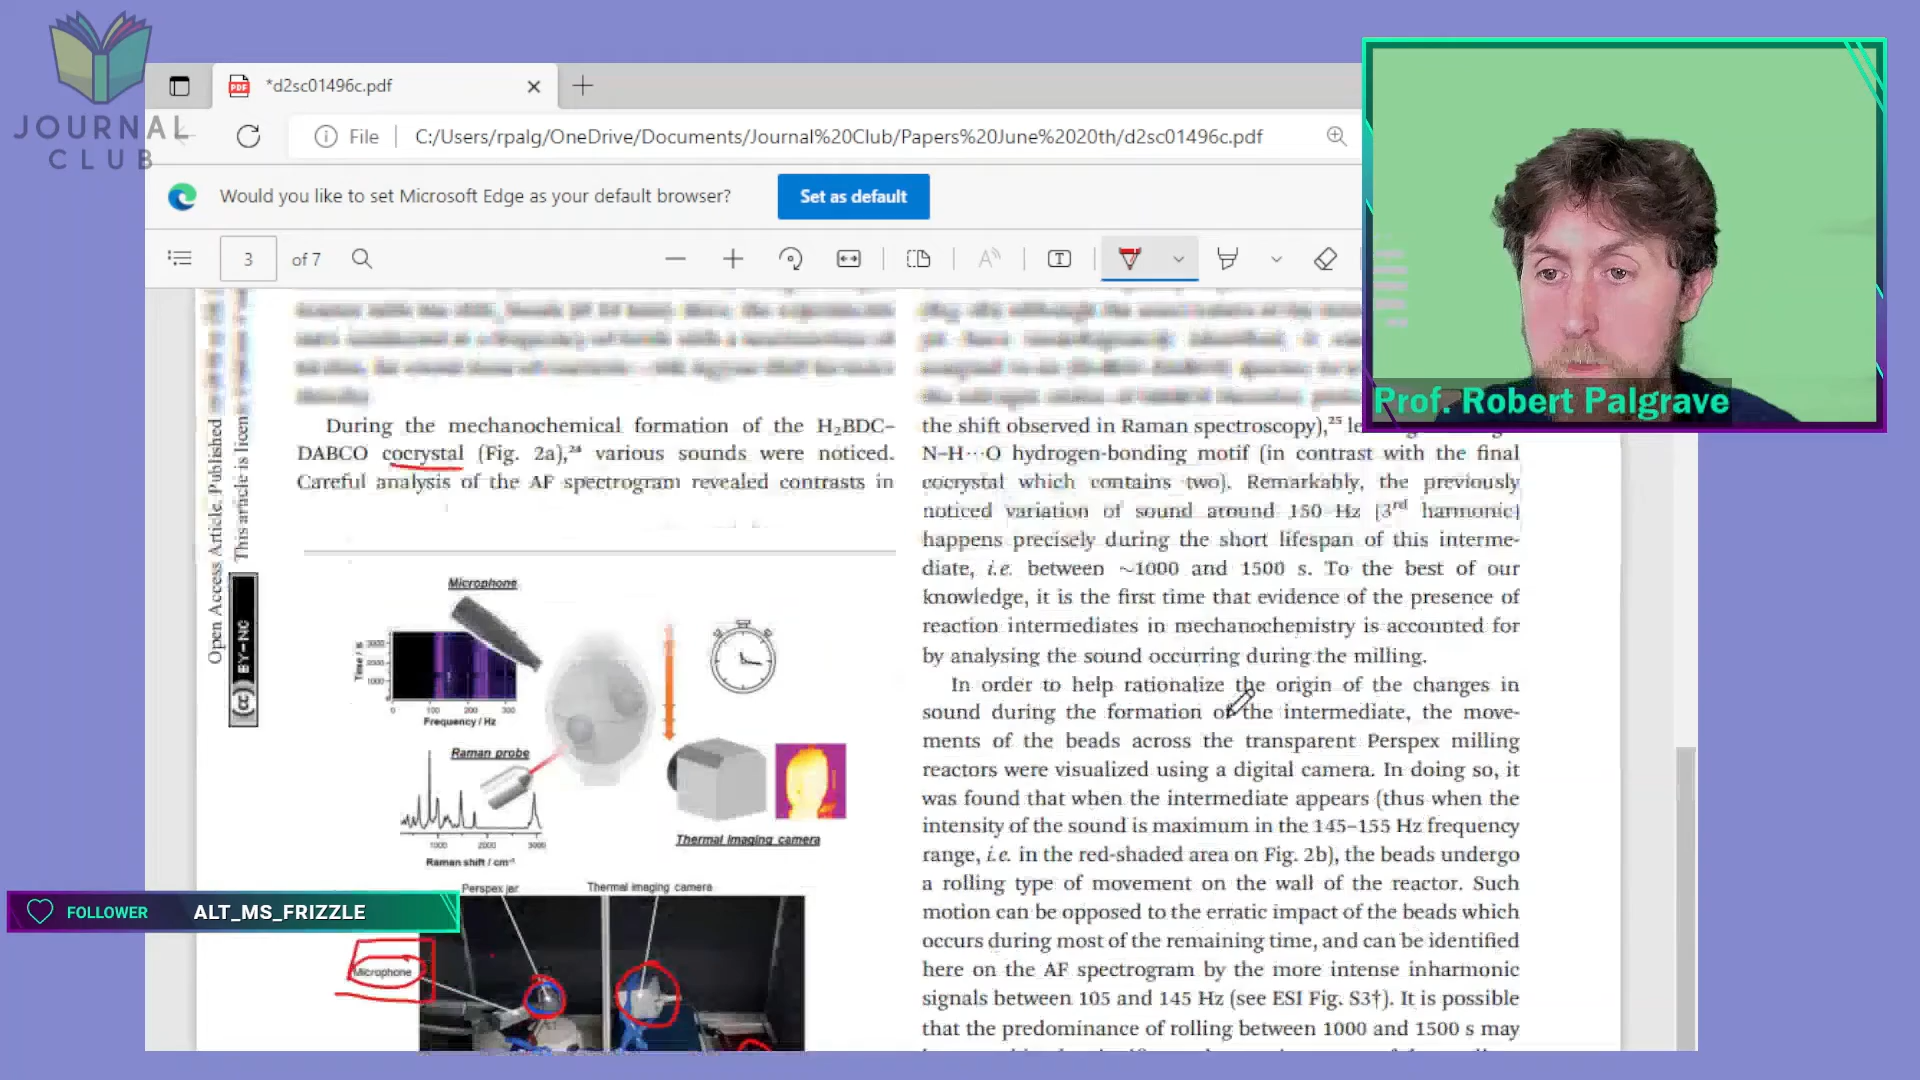 JOURNAL
CLUB
*d2sc01496c.pdf
File
C:/Users/rpalg/OneDrive/Documents/Journal%20Club/Papers%20June%2020th/d2sc01496c.pdf
Would you like to set Microsoft Edge as your default browser?
Set as default
3
of 7
Prof. Robert Palgrave
Open Access Article. Published
This article is licen
BY-NC
During the mechanochemical formation of the H₂BDC–
DABCO cocrystal (Fig. 2a),²⁴ various sounds were noticed.
Careful analysis of the AF spectrogram revealed contrasts in
Microphone
Time / s
3000
2000
1000
0
100
200
300
Frequency / Hz
Raman probe
1000
2000
3000
Raman shift / cm⁻¹
Thermal imaging camera
Perspex jar
Thermal imaging camera
Microphone
the shift observed in Raman spectroscopy),²⁵ le
N–H···O hydrogen-bonding motif (in contrast with the final
cocrystal which contains two). Remarkably, the previously
noticed variation of sound around 150 Hz (3ʳᵈ harmonic)
happens precisely during the short lifespan of this interme-
diate, i.e. between ~1000 and 1500 s. To the best of our
knowledge, it is the first time that evidence of the presence of
reaction intermediates in mechanochemistry is accounted for
by analysing the sound occurring during the milling.
In order to help rationalize the origin of the changes in
sound during the formation of the intermediate, the move-
ments of the beads across the transparent Perspex milling
reactors were visualized using a digital camera. In doing so, it
was found that when the intermediate appears (thus when the
intensity of the sound is maximum in the 145–155 Hz frequency
range, i.e. in the red-shaded area on Fig. 2b), the beads undergo
a rolling type of movement on the wall of the reactor. Such
motion can be opposed to the erratic impact of the beads which
occurs during most of the remaining time, and can be identified
here on the AF spectrogram by the more intense inharmonic
signals between 105 and 145 Hz (see ESI Fig. S3†). It is possible
that the predominance of rolling between 1000 and 1500 s may
FOLLOWER
ALT_MS_FRIZZLE